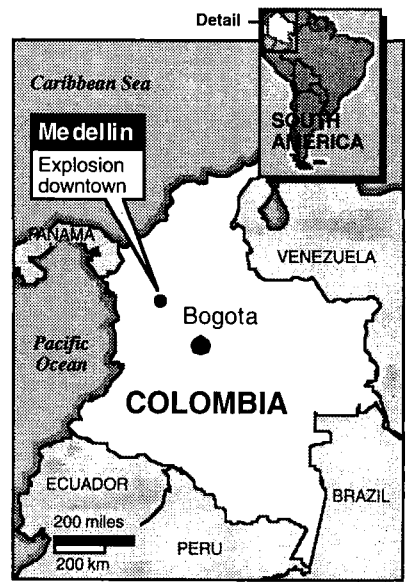 Detail
Caribbean Sea
SOUTH
AMERICA
Medellin
Explosion
downtown
PANAMA
VENEZUELA
Bogota
Pacific
Ocean
COLOMBIA
ECUADOR
BRAZIL
200 miles
200 km
PERU